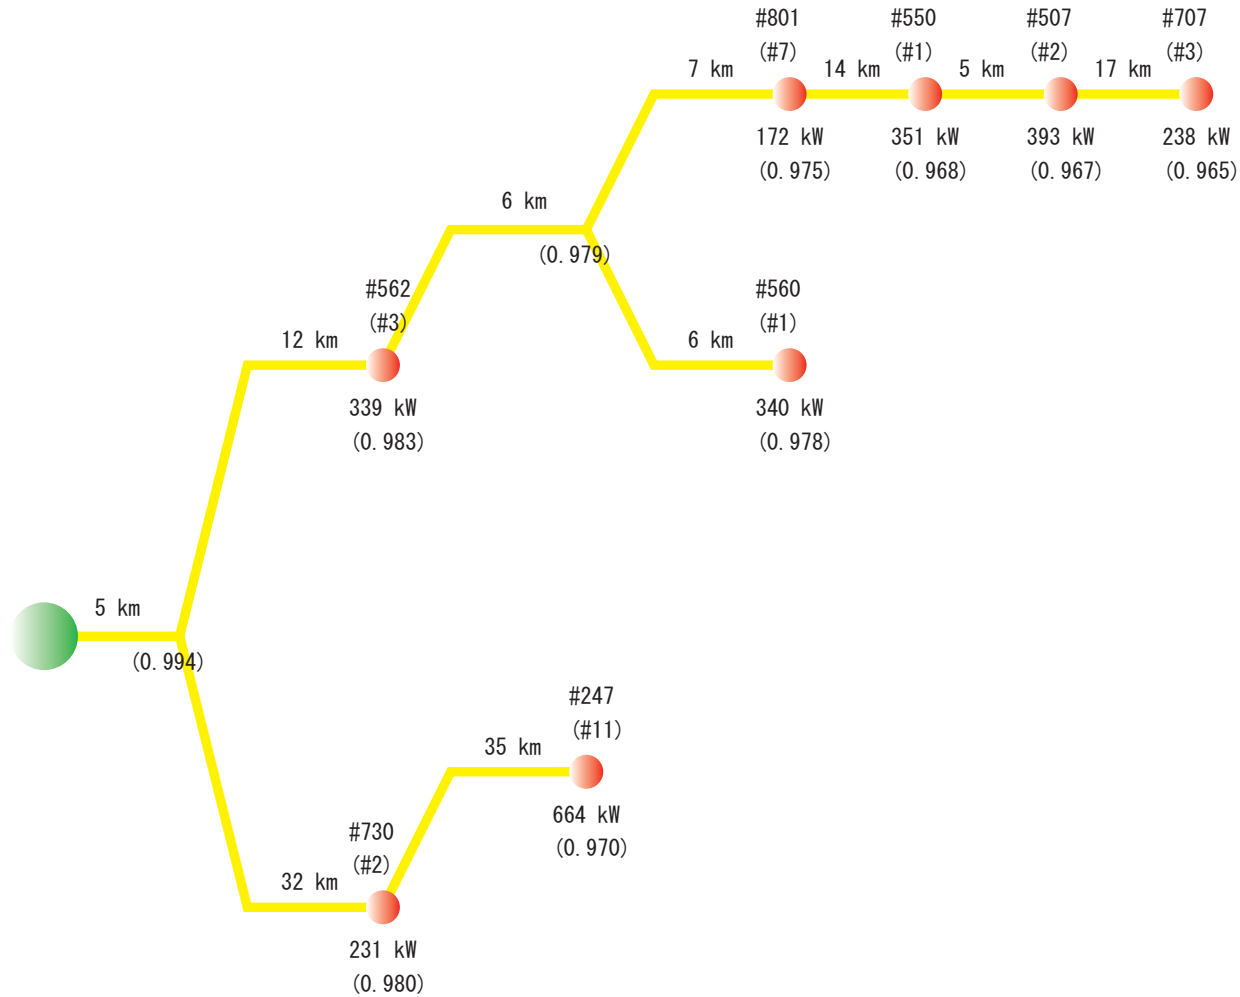 #801 #550 #507 #707
(#7) (#1) (#2) (#3)
7 km 14 km 5 km 17 km
172 kW 351 kW 393 kW 238 kW
(0.975) (0.968) (0.967) (0.965)
6 km
(0.979)
#562 #560
(#3) (#1)
12 km 6 km
339 kW 340 kW
(0.983) (0.978)
5 km
(0.994)
#247
(#11)
35 km
664 kW
#730
(0.970)
(#2)
32 km
231 kW
(0.980)